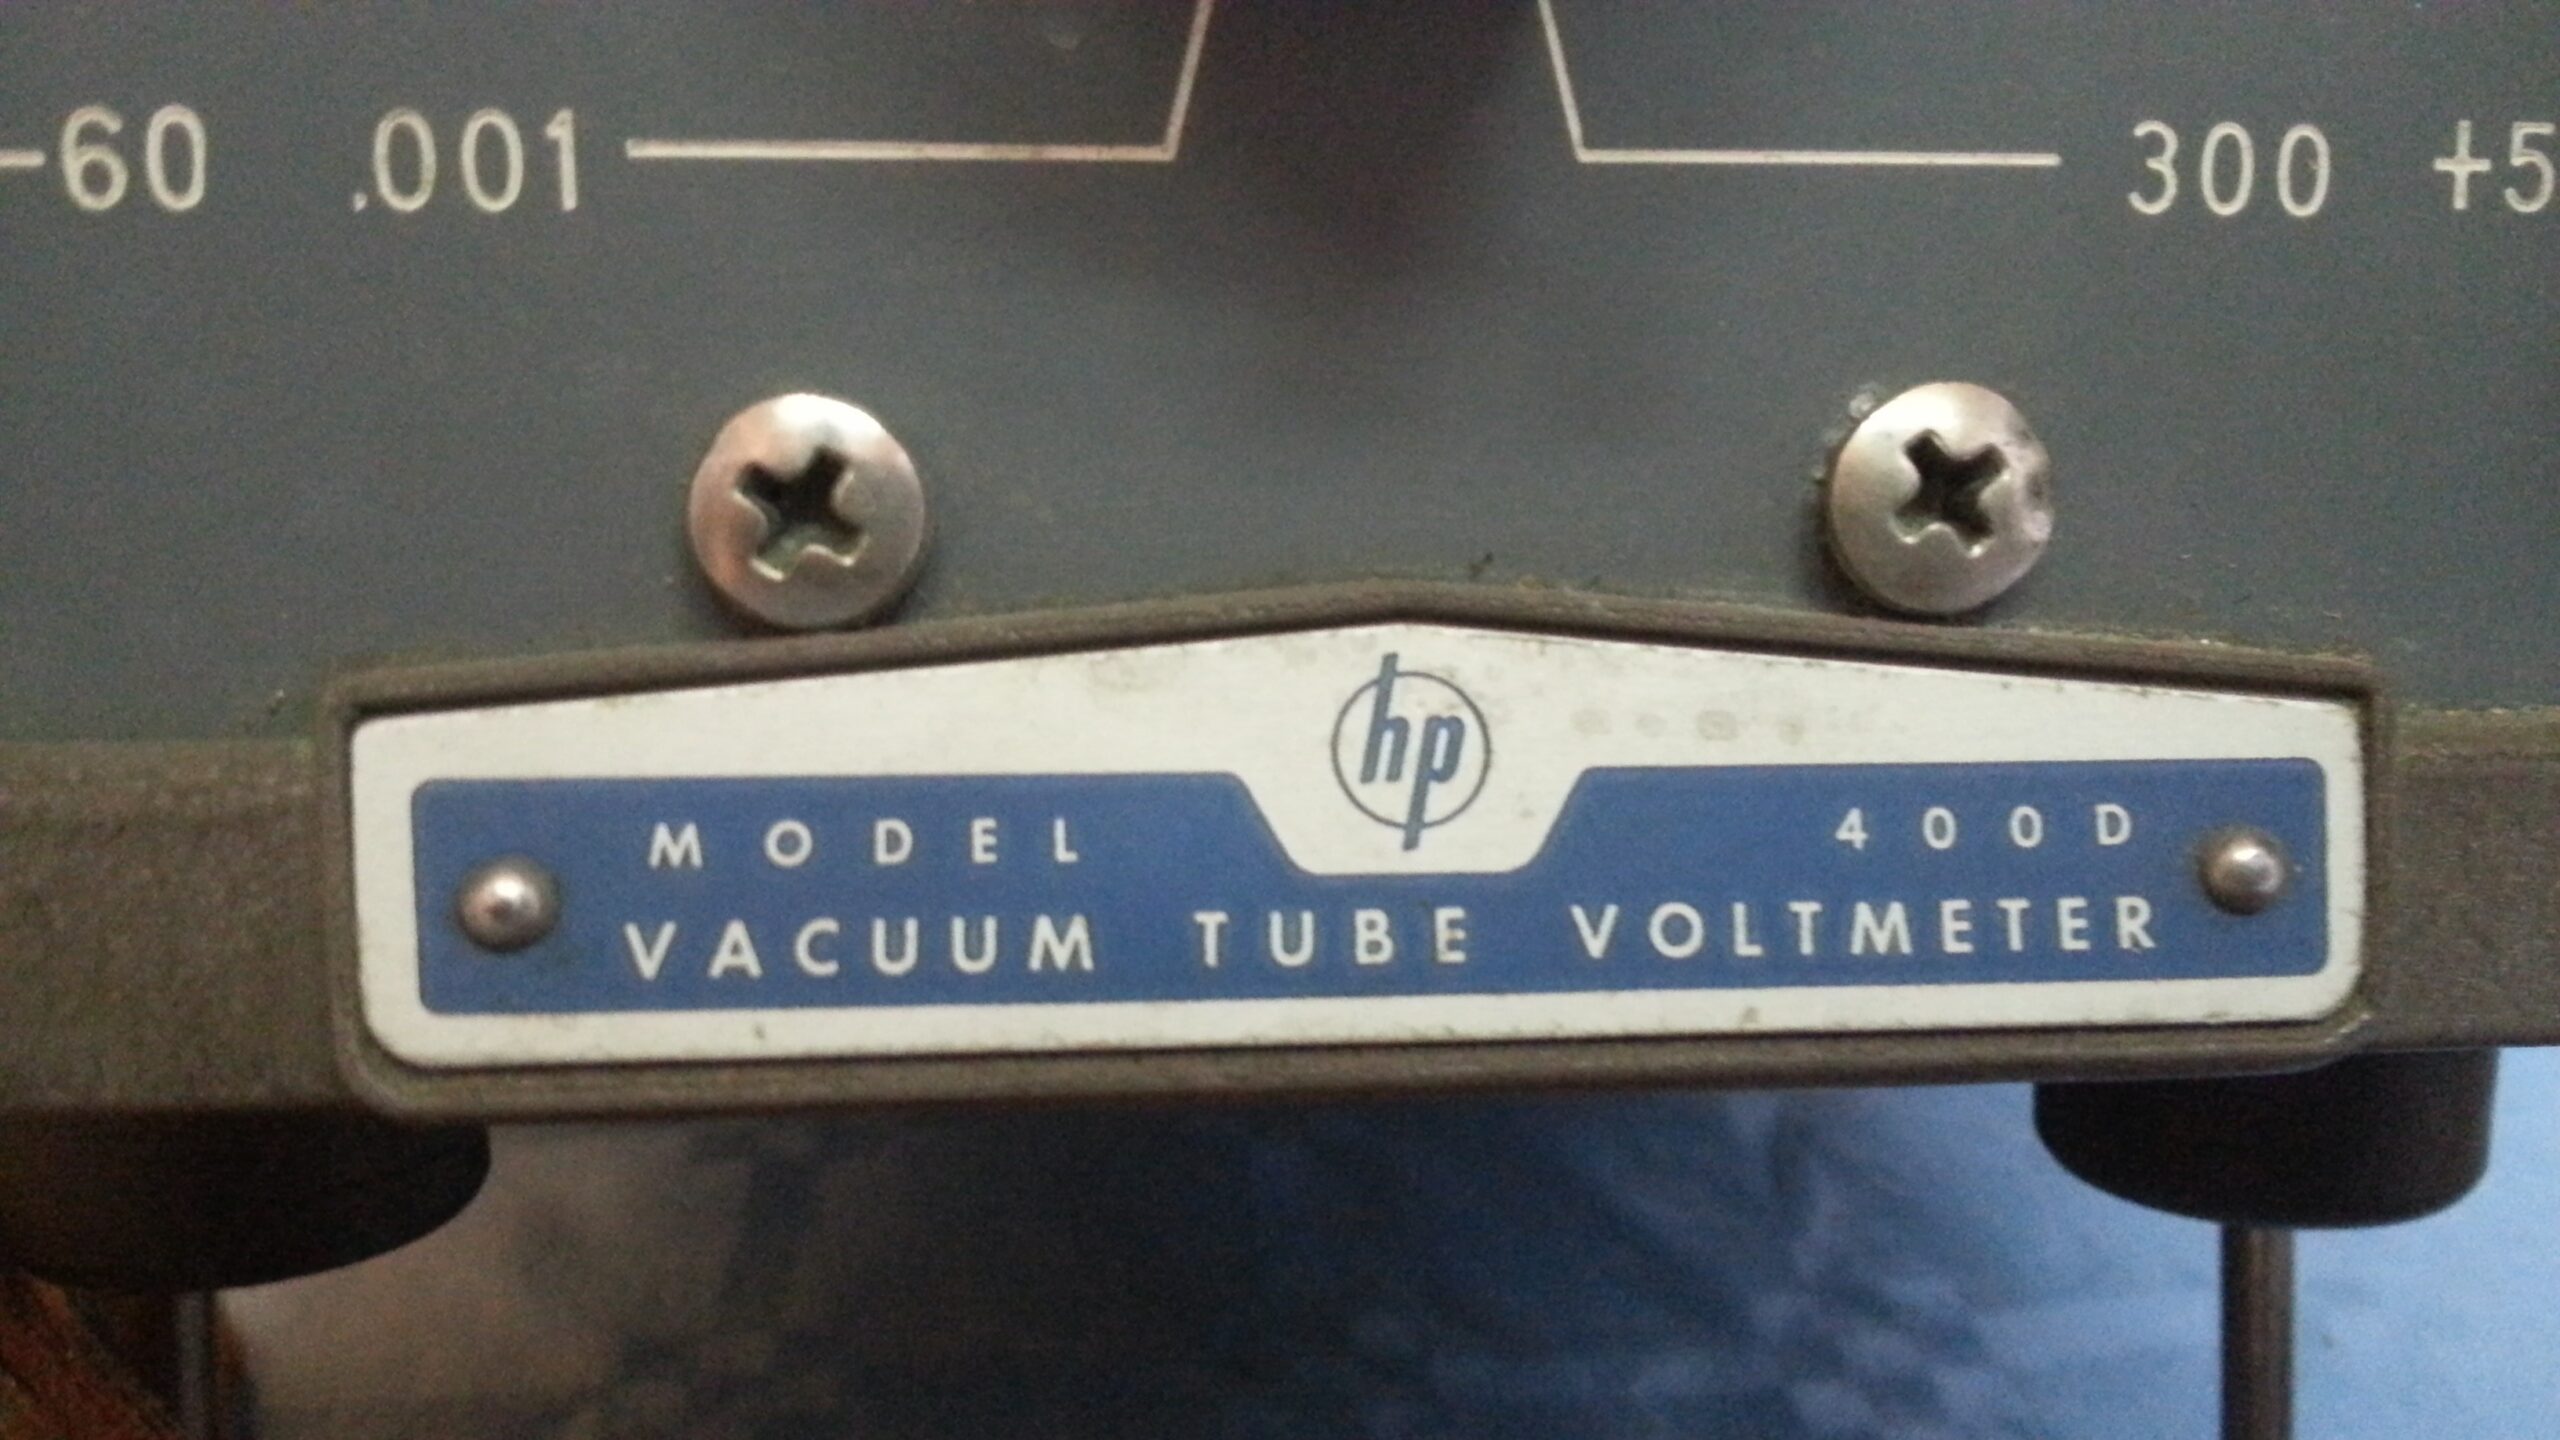 -60 .001 300 +5
hp
MODEL 400D
VACUUM TUBE VOLTMETER